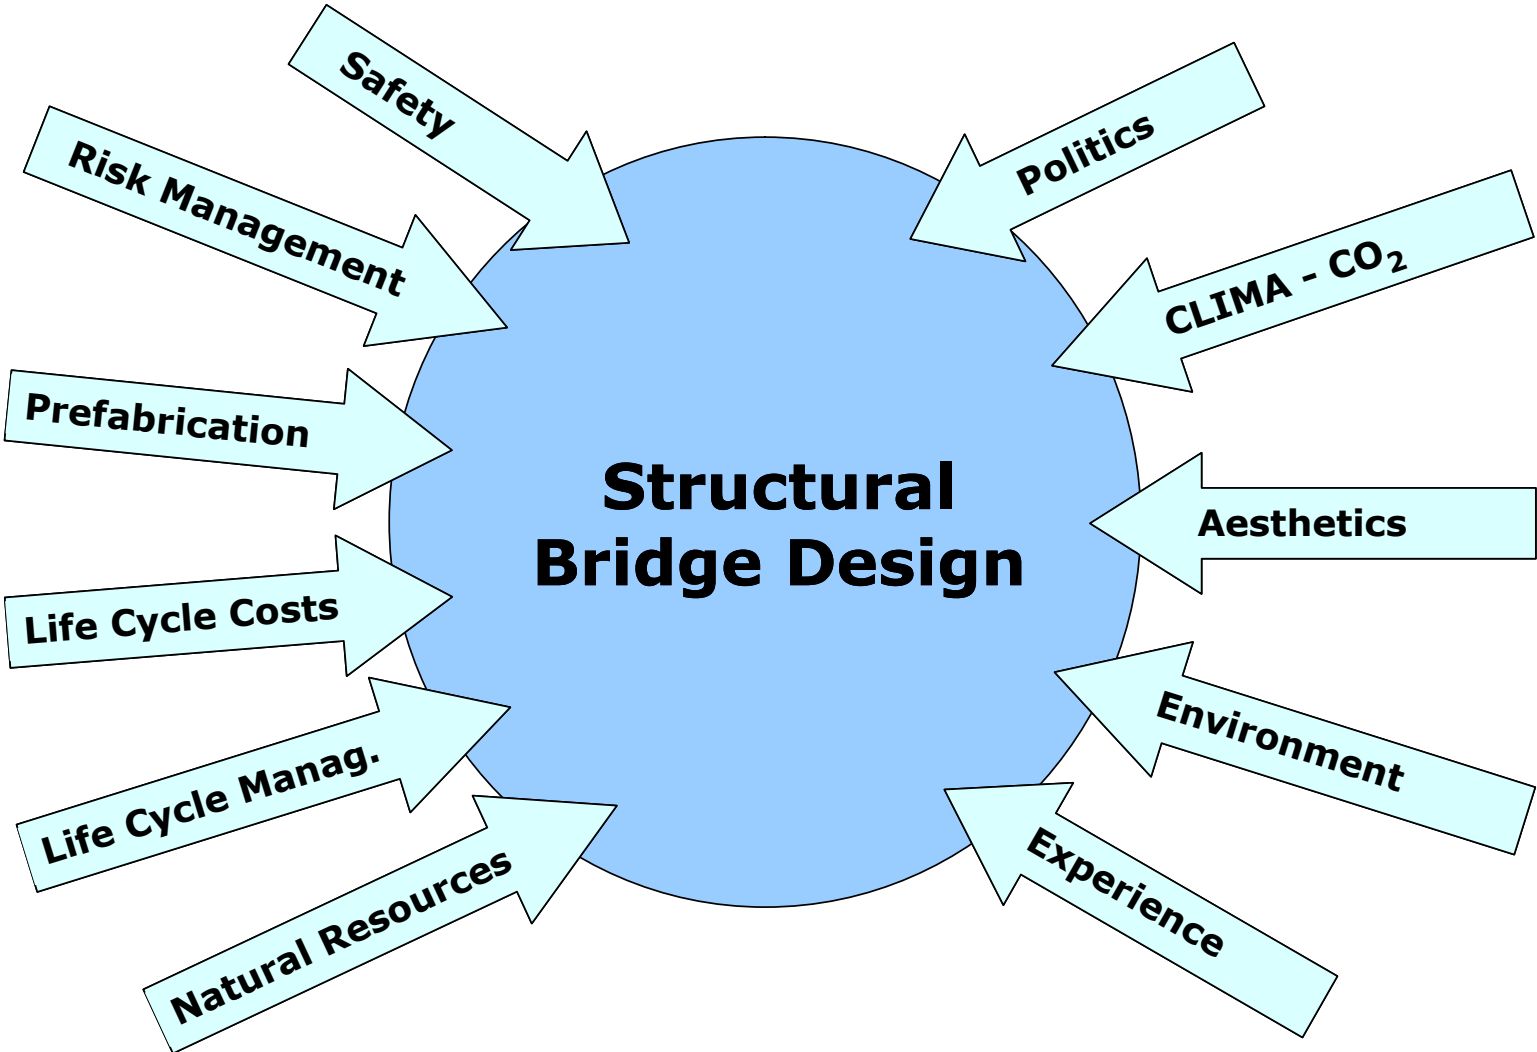 Safety
Politics
Risk Management
CLIMA - CO₂
Prefabrication
Structural
Bridge Design
Aesthetics
Life Cycle Costs
Environment
Life Cycle Manag.
Experience
Natural Resources